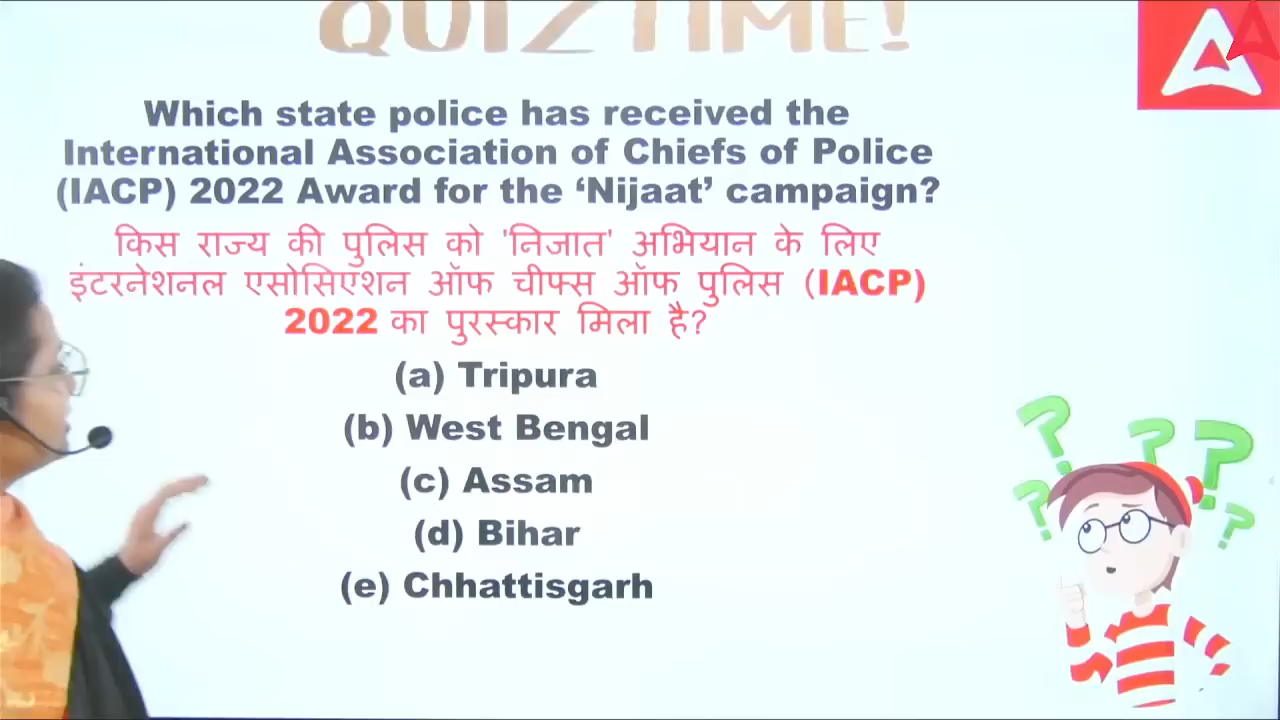 QUIZ TIME!
Which state police has received the
International Association of Chiefs of Police
(IACP) 2022 Award for the ‘Nijaat’ campaign?
किस राज्य की पुलिस को 'निजात' अभियान के लिए
इंटरनेशनल एसोसिएशन ऑफ चीफ्स ऑफ पुलिस (IACP)
2022 का पुरस्कार मिला है?
(a) Tripura
(b) West Bengal
(c) Assam
(d) Bihar
(e) Chhattisgarh